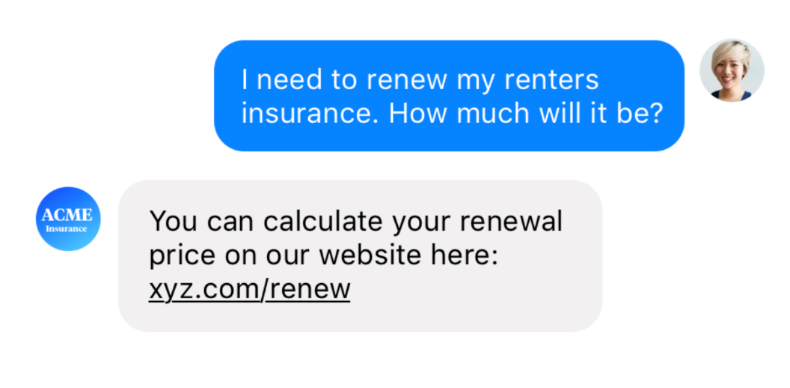 I need to renew my renters
insurance. How much will it be?
ACME
Insurance
You can calculate your renewal
price on our website here:
xyz.com/renew